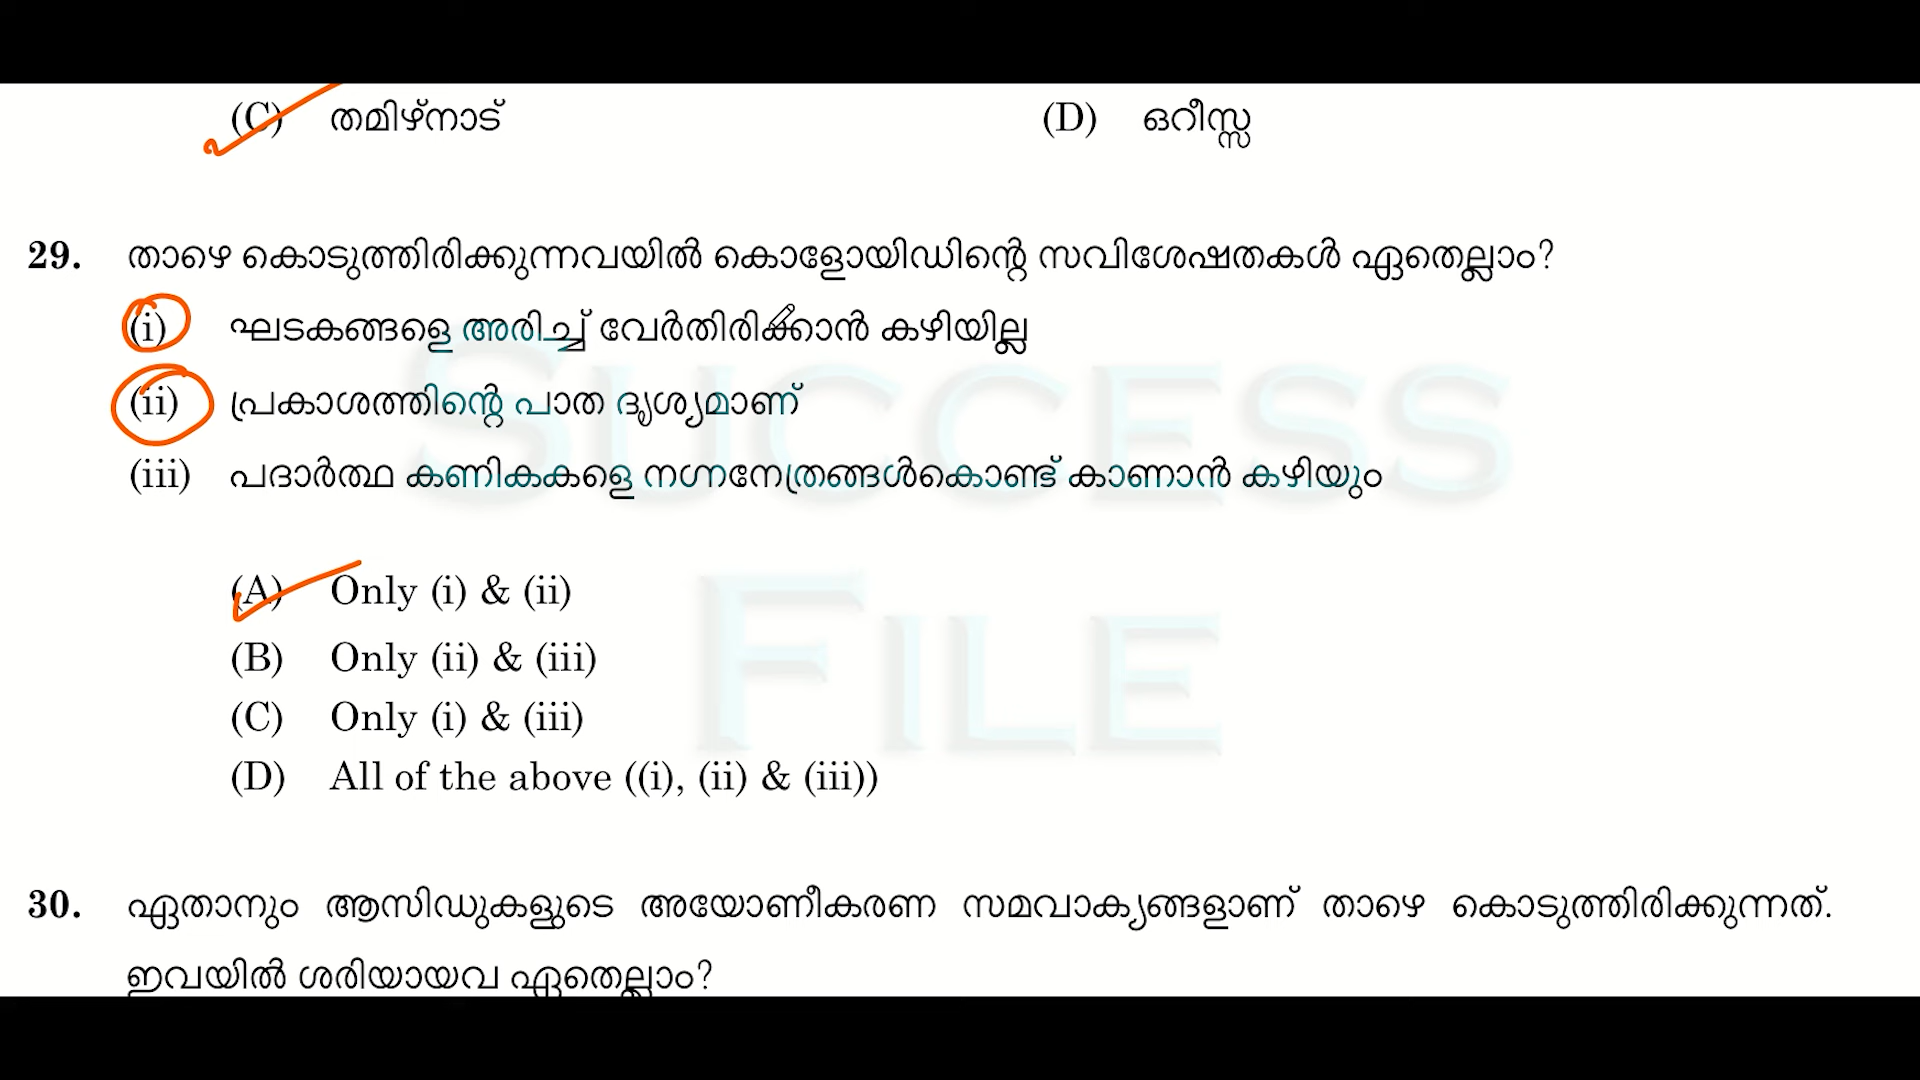 (C) തമിഴ്നാട് (D) ഒറീസ്സ
29. താഴെ കൊടുത്തിരിക്കുന്നവയിൽ കൊളോയിഡിന്റെ സവിശേഷതകൾ ഏതെല്ലാം?
(i) ഘടകങ്ങളെ അരിച്ച് വേർതിരിക്കാൻ കഴിയില്ല
(ii) പ്രകാശത്തിന്റെ പാത ദൃശ്യമാണ്
(iii) പദാർത്ഥ കണികകളെ നഗ്നനേത്രങ്ങൾകൊണ്ട് കാണാൻ കഴിയും
(A) Only (i) & (ii)
(B) Only (ii) & (iii)
(C) Only (i) & (iii)
(D) All of the above ((i), (ii) & (iii))
SUCCESS
FILE
30. ഏതാനും ആസിഡുകളുടെ അയോണീകരണ സമവാക്യങ്ങളാണ് താഴെ കൊടുത്തിരിക്കുന്നത്.
ഇവയിൽ ശരിയായവ ഏതെല്ലാം?